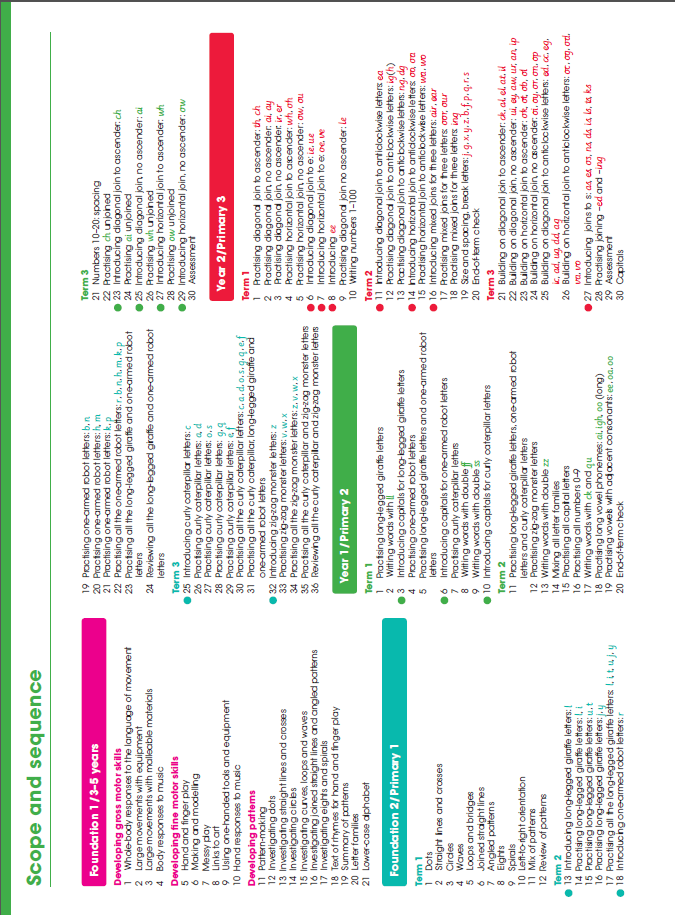 Scope and sequence
Foundation 1/3–5 years
Developing gross motor skills
1 Whole-body responses to the language of movement
2 Large movements with equipment
3 Large movements with malleable materials
4 Body responses to music
Developing fine motor skills
5 Hand and finger play
6 Making and modelling
7 Messy play
8 Links to art
9 Using one-handed tools and equipment
10 Hand responses to music
Developing patterns
11 Pattern-making
12 Investigating dots
13 Investigating straight lines and crosses
14 Investigating circles
15 Investigating curves, loops and waves
16 Investigating joined straight lines and angled patterns
17 Investigating eights and spirals
18 Text of rhymes for hand and finger play
19 Summary of patterns
20 Letter families
21 Lower-case alphabet
Foundation 2/Primary 1
Term 1
1 Dots
2 Straight lines and crosses
3 Circles
4 Waves
5 Loops and bridges
6 Joined straight lines
7 Angled patterns
8 Eights
9 Spirals
10 Left-to-right orientation
11 Mix of patterns
12 Review of patterns
Term 2
13 Introducing long-legged giraffe letters: l
14 Practising long-legged giraffe letters: l, i
15 Practising long-legged giraffe letters: u, t
16 Practising long-legged giraffe letters: j, y
17 Practising all the long-legged giraffe letters: l, i, t, u, j, y
18 Introducing one-armed robot letters: r
19 Practising one-armed robot letters: b, n
20 Practising one-armed robot letters: h, m
21 Practising one-armed robot letters: k, p
22 Practising all the one-armed robot letters: r, b, n, h, m, k, p
23 Practising all the long-legged giraffe and one-armed robot
letters
24 Reviewing all the long-legged giraffe and one-armed robot
letters
Term 3
25 Introducing curly caterpillar letters: c
26 Practising curly caterpillar letters: a, d
27 Practising curly caterpillar letters: o, s
28 Practising curly caterpillar letters: g, q
29 Practising curly caterpillar letters: e, f
30 Practising all the curly caterpillar letters: c, a, d, o, s, g, q, e, f
31 Practising all the curly caterpillar, long-legged giraffe and
one-armed robot letters
32 Introducing zig-zag monster letters: z
33 Practising zig-zag monster letters: v, w, x
34 Practising all the zig-zag monster letters: z, v, w, x
35 Practising all the curly caterpillar and zig-zag monster letters
36 Reviewing all the curly caterpillar and zig-zag monster letters
Year 1/Primary 2
Term 1
1 Practising long-legged giraffe letters
2 Writing words with ll
3 Introducing capitals for long-legged giraffe letters
4 Practising one-armed robot letters
5 Practising long-legged giraffe letters and one-armed robot
letters
6 Introducing capitals for one-armed robot letters
7 Practising curly caterpillar letters
8 Writing words with double ff
9 Writing words with double ss
10 Introducing capitals for curly caterpillar letters
Term 2
11 Practising long-legged giraffe letters, one-armed robot
letters and curly caterpillar letters
12 Practising zig-zag monster letters
13 Writing words with double zz
14 Mixing all letter families
15 Practising all capital letters
16 Practising all numbers 0–9
17 Writing words with ck and qu
18 Practising long vowel phonemes: ai, igh, oo (long)
19 Practising vowels with adjacent consonants: ee, oa, oo
20 End-of-term check
Term 3
21 Numbers 10–20: spacing
22 Practising ch unjoined
23 Introducing diagonal join to ascender: ch
24 Practising ai unjoined
25 Introducing diagonal join, no ascender: ai
26 Practising wh unjoined
27 Introducing horizontal join to ascender: wh
28 Practising ow unjoined
29 Introducing horizontal join, no ascender: ow
30 Assessment
Year 2/Primary 3
Term 1
1 Practising diagonal join to ascender: th, ch
2 Practising diagonal join, no ascender: ai, ay
3 Practising diagonal join, no ascender: ir, er
4 Practising horizontal join to ascender: wh, oh
5 Practising horizontal join, no ascender: ow, ou
6 Introducing diagonal join to e: ie, ue
7 Introducing horizontal join to e: oe, ve
8 Introducing ee
9 Practising diagonal join no ascender: le
10 Writing numbers 1–100
Term 2
11 Introducing diagonal join to anticlockwise letters: ea
12 Practising diagonal join to anticlockwise letters: ig(h)
13 Practising diagonal join to anticlockwise letters: ng, dg
14 Introducing horizontal join to anticlockwise letters: oo, oa
15 Practising horizontal join to anticlockwise letters: wa, wo
16 Introducing mixed joins for three letters: air, ear
17 Practising mixed joins for three letters: oor, our
18 Practising mixed joins for three letters: ing
19 Size and spacing, break letters: j, g, x, y, z, b, f, p, q, r, s
20 End-of-term check
Term 3
21 Building on diagonal join to ascender: ck, al, el, at, il
22 Building on diagonal join, no ascender: ui, ey, aw, ur, an, ip
23 Building on horizontal join to ascender: ok, ot, ob, ol
24 Building on horizontal join, no ascender: oi, oy, on, op
25 Building on diagonal join to anticlockwise letters: ed, cc, eg,
ic, ad, ug, dd, ag
26 Building on horizontal join to anticlockwise letters: oc, og, od,
va, vo
27 Introducing joins to s: as, es, os, ns, ds, is, ls, ts, ks
28 Practising joining –ed and –ing
29 Assessment
30 Capitals